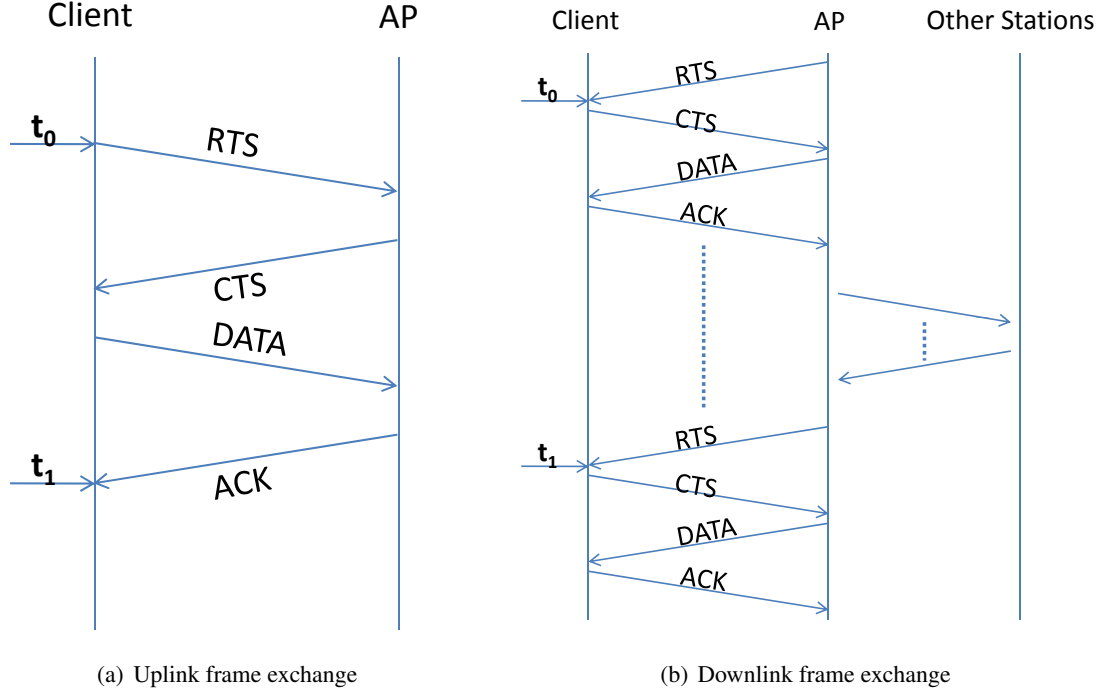 Client AP
t0
RTS
CTS
DATA
t1
ACK
(a) Uplink frame exchange
Client AP Other Stations
RTS
t0
CTS
DATA
ACK
RTS
t1
CTS
DATA
ACK
(b) Downlink frame exchange